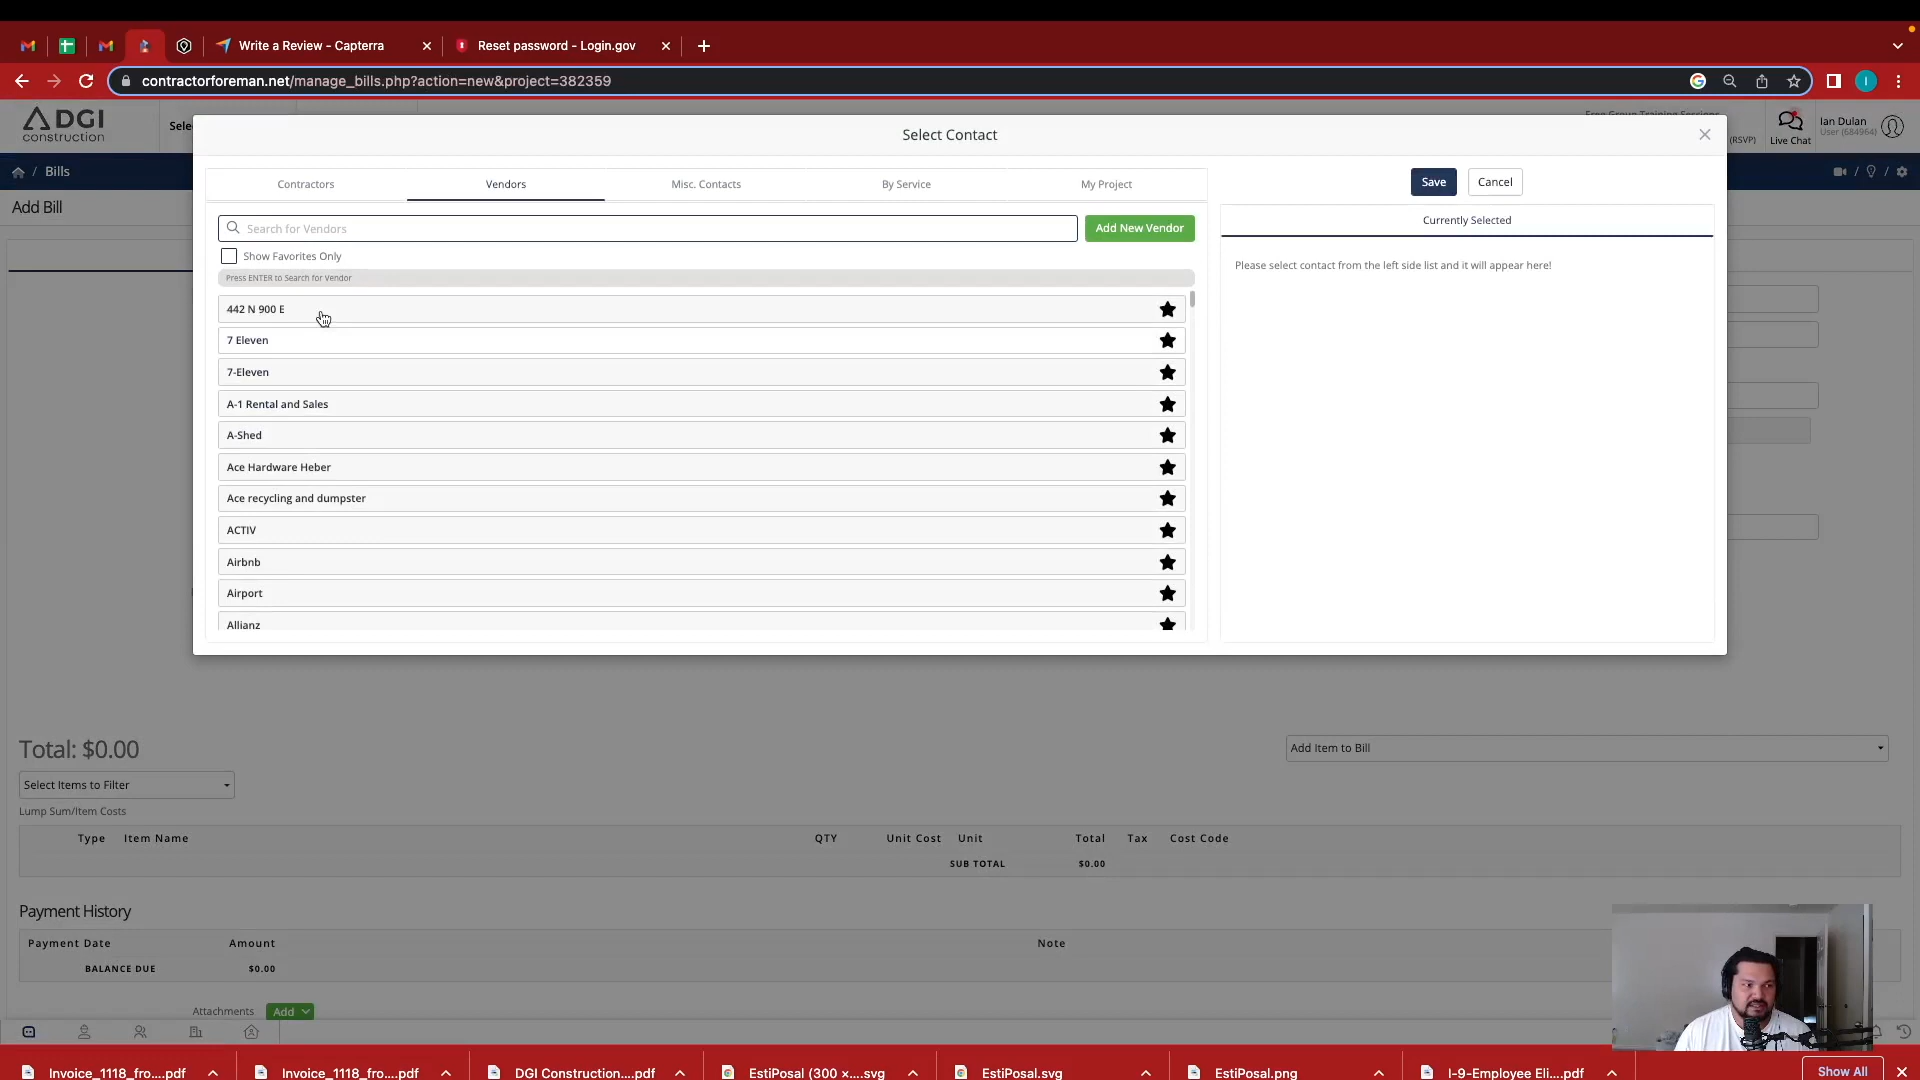 Write a Review - Capterra
Reset password - Login.gov
contractorforeman.net/manage_bills.php?action=new&project=382359
DGI
construction
Sele
Free Group Training Sessions
(RSVP)
Live Chat
Ian Dulan
User (684964)
/ Bills
Add Bill
Select Contact
Contractors
Vendors
Misc. Contacts
By Service
My Project
Save
Cancel
Search for Vendors
Add New Vendor
Currently Selected
Show Favorites Only
Please select contact from the left side list and it will appear here!
Press ENTER to Search for Vendor
442 N 900 E
7 Eleven
7-Eleven
A-1 Rental and Sales
A-Shed
Ace Hardware Heber
Ace recycling and dumpster
ACTIV
Airbnb
Airport
Allianz
Total: $0.00
Add Item to Bill
Select Items to Filter
Lump Sum/Item Costs
Type Item Name QTY Unit Cost Unit Total Tax Cost Code
SUB TOTAL $0.00
Payment History
Payment Date Amount Note
BALANCE DUE $0.00
Attachments Add
Invoice_1118_fro....pdf
Invoice_1118_fro....pdf
DGI Construction....pdf
EstiPosal (300 ×....svg
EstiPosal.svg
EstiPosal.png
I-9-Employee Eli....pdf
Show All